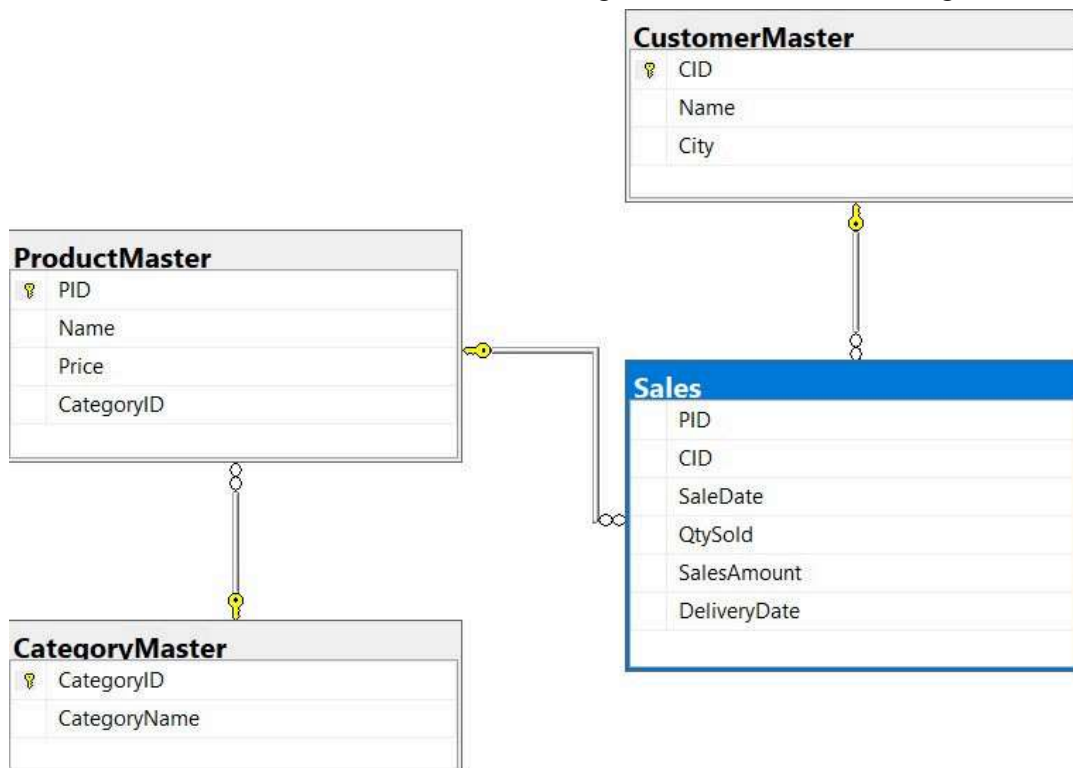 CustomerMaster
CID
Name
City
ProductMaster
PID
Name
Price
CategoryID
Sales
PID
CID
SaleDate
QtySold
SalesAmount
DeliveryDate
CategoryMaster
CategoryID
CategoryName